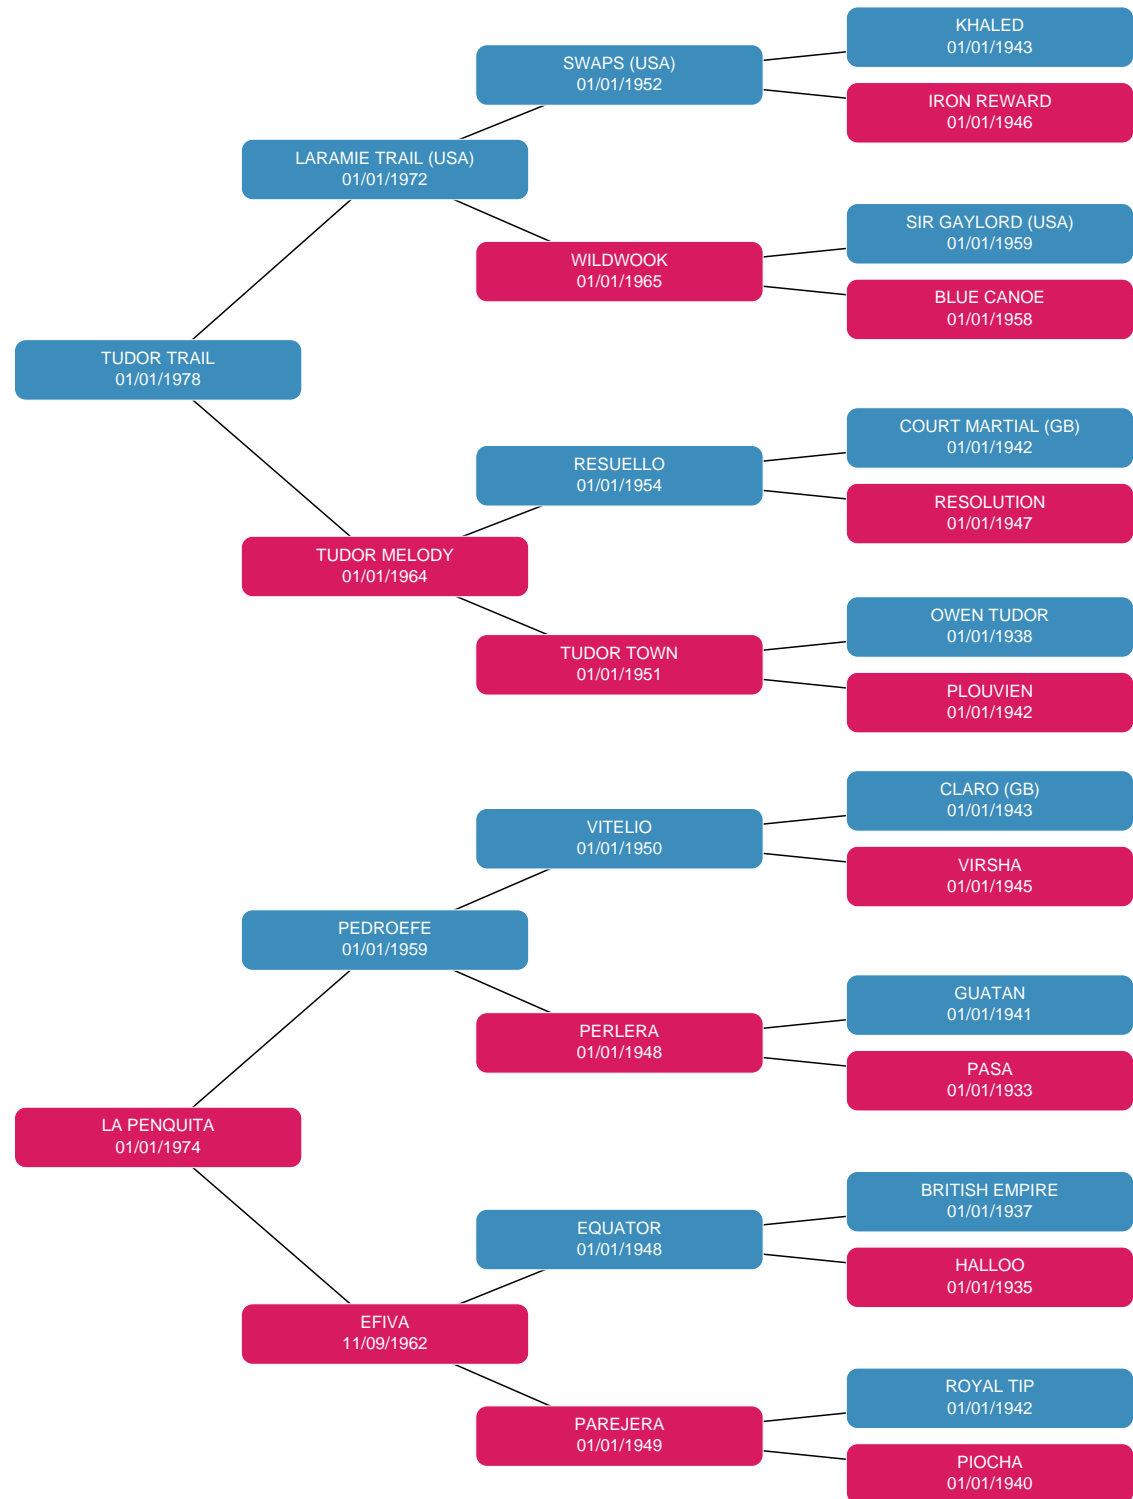 KHALED
01/01/1943
SWAPS (USA)
01/01/1952
IRON REWARD
01/01/1946
LARAMIE TRAIL (USA)
01/01/1972
SIR GAYLORD (USA)
01/01/1959
WILDWOOK
01/01/1965
BLUE CANOE
01/01/1958
TUDOR TRAIL
01/01/1978
COURT MARTIAL (GB)
01/01/1942
RESUELLO
01/01/1954
RESOLUTION
01/01/1947
TUDOR MELODY
01/01/1964
OWEN TUDOR
01/01/1938
TUDOR TOWN
01/01/1951
PLOUVIEN
01/01/1942
CLARO (GB)
01/01/1943
VITELIO
01/01/1950
VIRSHA
01/01/1945
PEDROEFE
01/01/1959
GUATAN
01/01/1941
PERLERA
01/01/1948
PASA
01/01/1933
LA PENQUITA
01/01/1974
BRITISH EMPIRE
01/01/1937
EQUATOR
01/01/1948
HALLOO
01/01/1935
EFIVA
11/09/1962
ROYAL TIP
01/01/1942
PAREJERA
01/01/1949
PIOCHA
01/01/1940